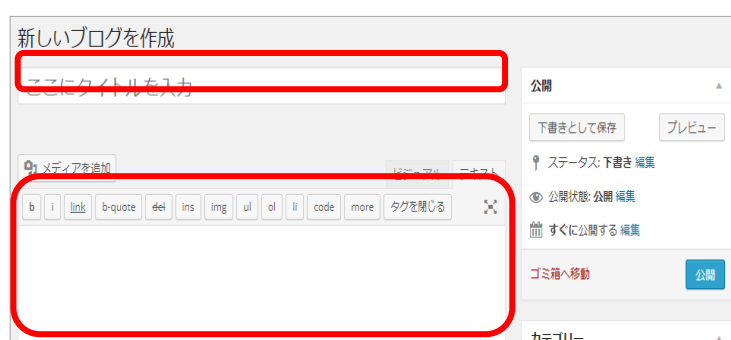 新しいブログを作成
ここにタイトルを入力
メディアを追加
ビジュアル テキスト
b i link b-quote del ins img ul ol li code more タグを閉じる
公開
下書きとして保存 プレビュー
ステータス: 下書き 編集
公開状態: 公開 編集
すぐに公開する 編集
ゴミ箱へ移動 公開
カテゴリー